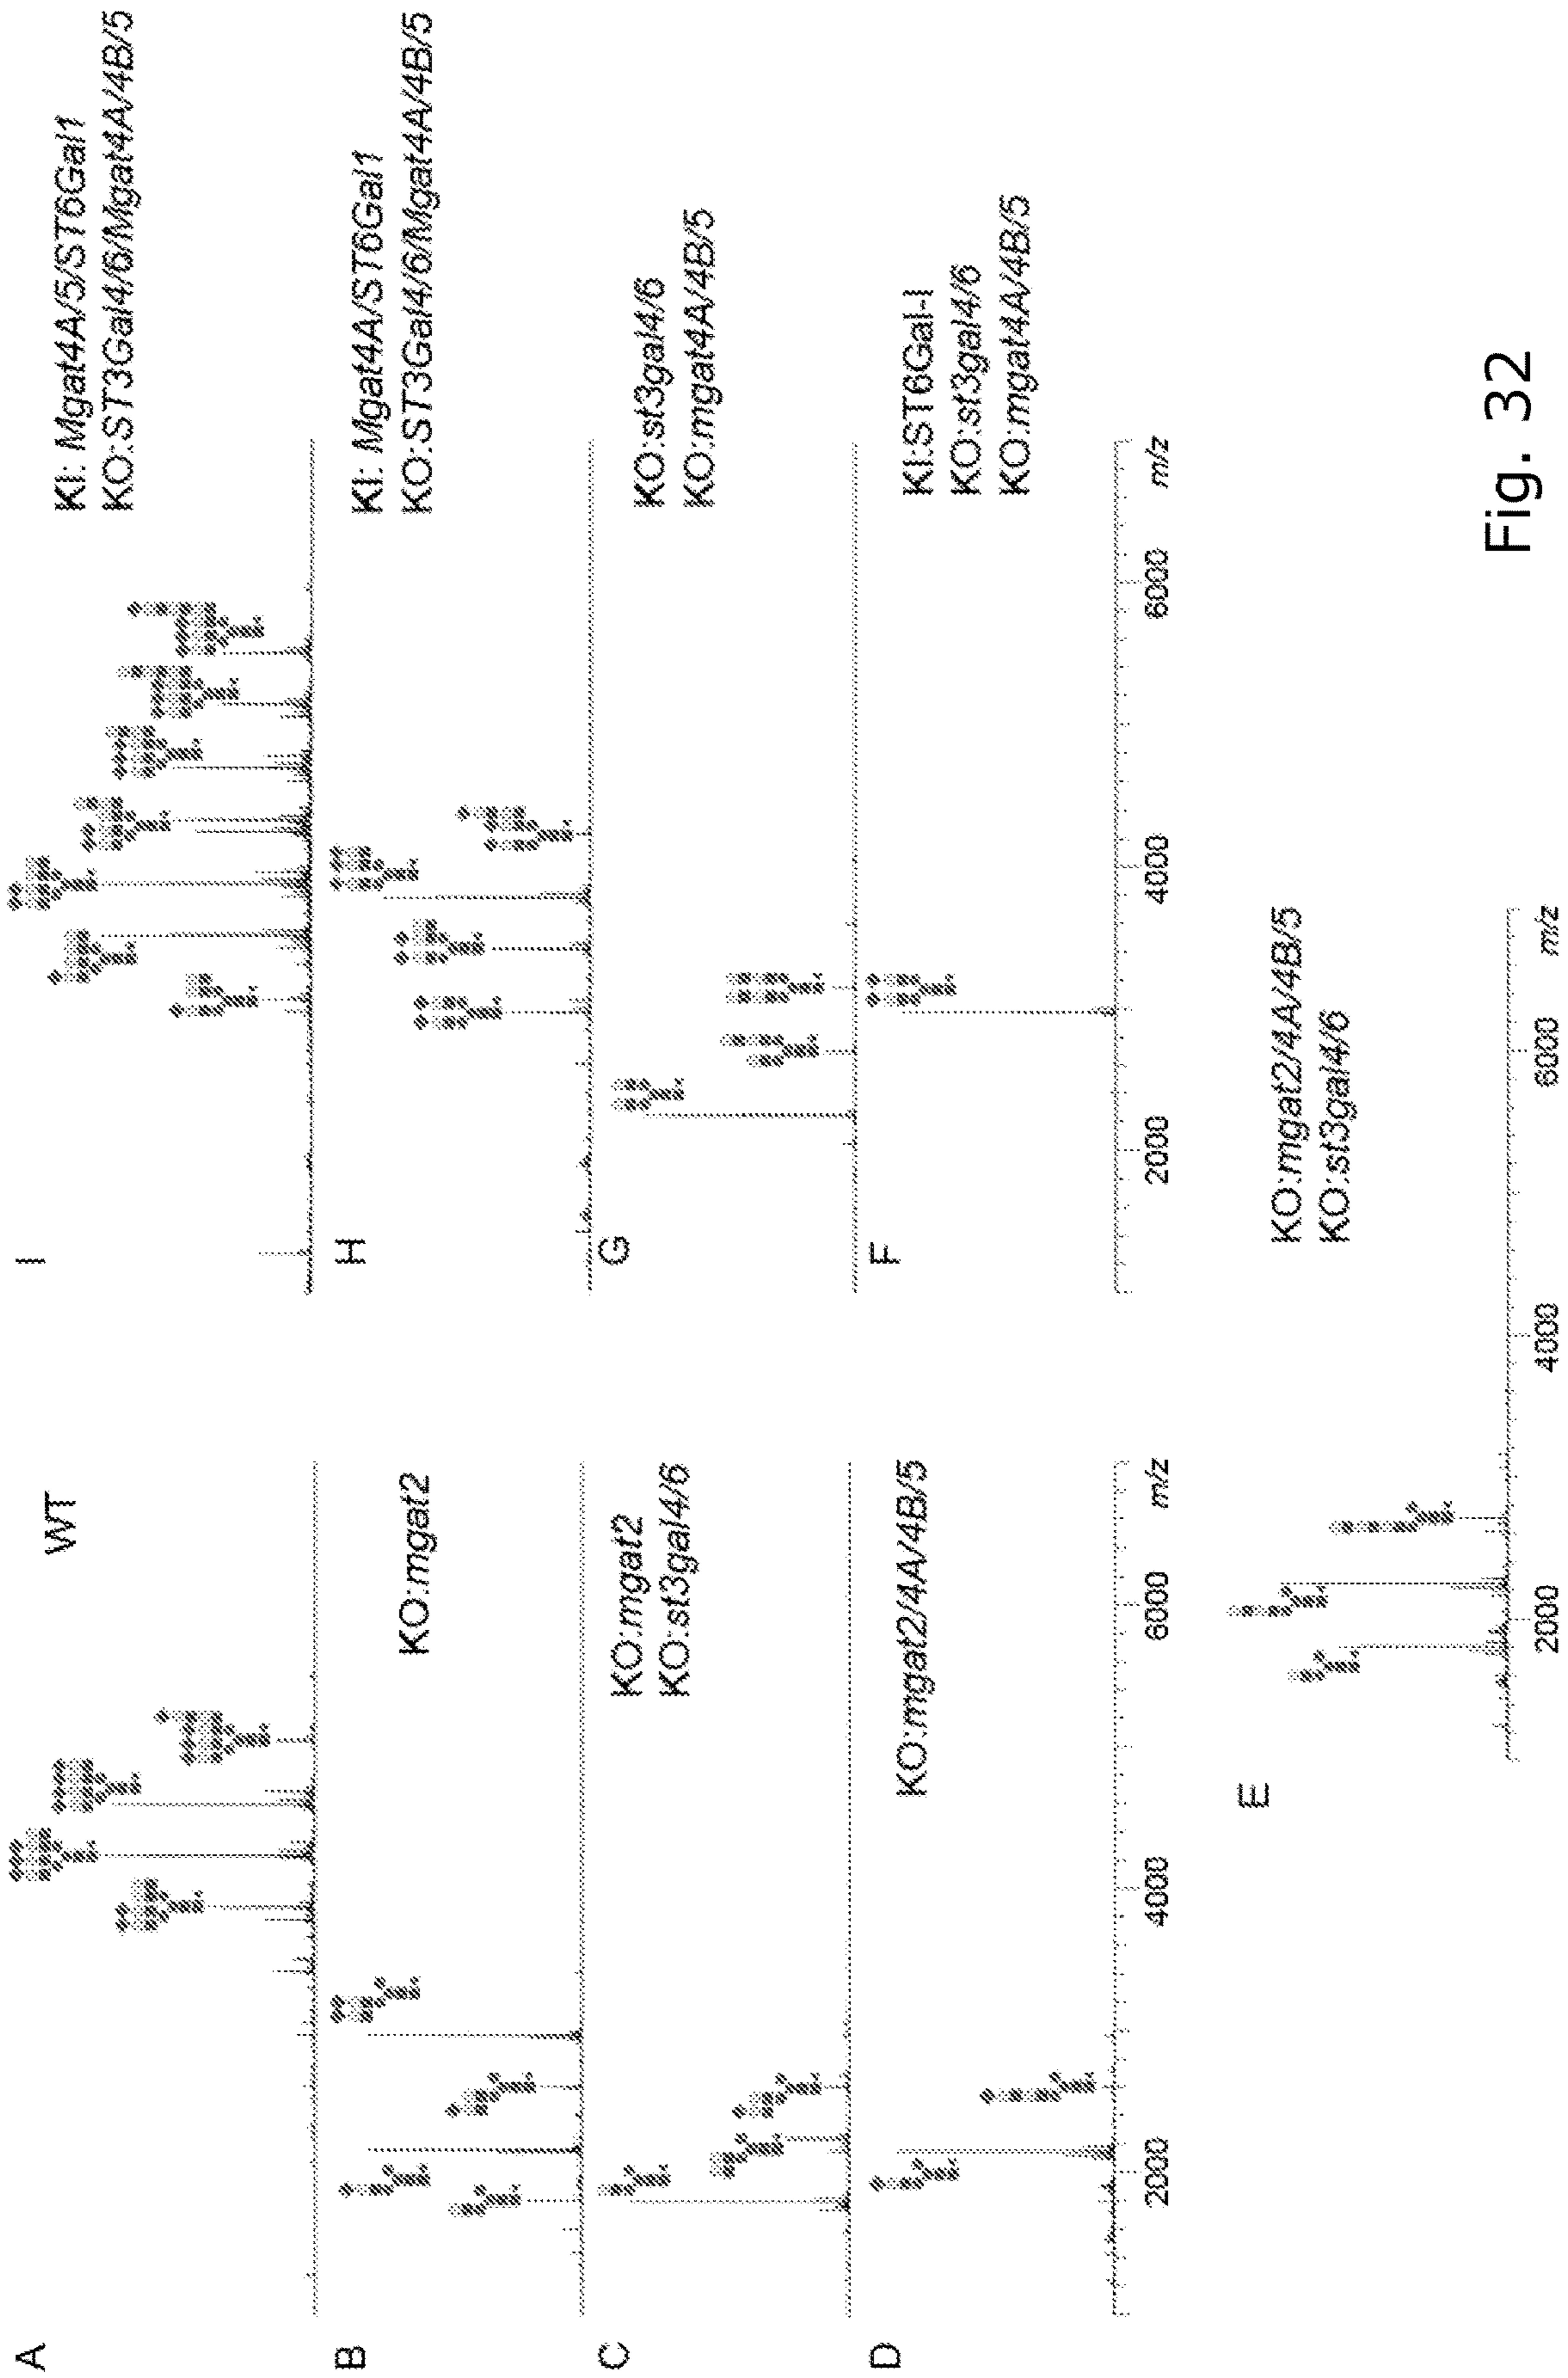 A
WT
B
KO:mgat2
C
KO:mgat2
KO:st3gal4/6
D
KO:mgat2/4A/4B/5
2000
4000
6000
m/z
I
KI: Mgat4A/5/ST6Gal1
KO:ST3Gal4/6/Mgat4A/4B/5
H
KI: Mgat4A/ST6Gal1
KO:ST3Gal4/6/Mgat4A/4B/5
G
KO:st3gal4/6
KO:mgat4A/4B/5
F
KI:ST6Gal-I
KO:st3gal4/6
KO:mgat4A/4B/5
2000
4000
6000
m/z
E
KO:mgat2/4A/4B/5
KO:st3gal4/6
2000
4000
6000
m/z
Fig. 32